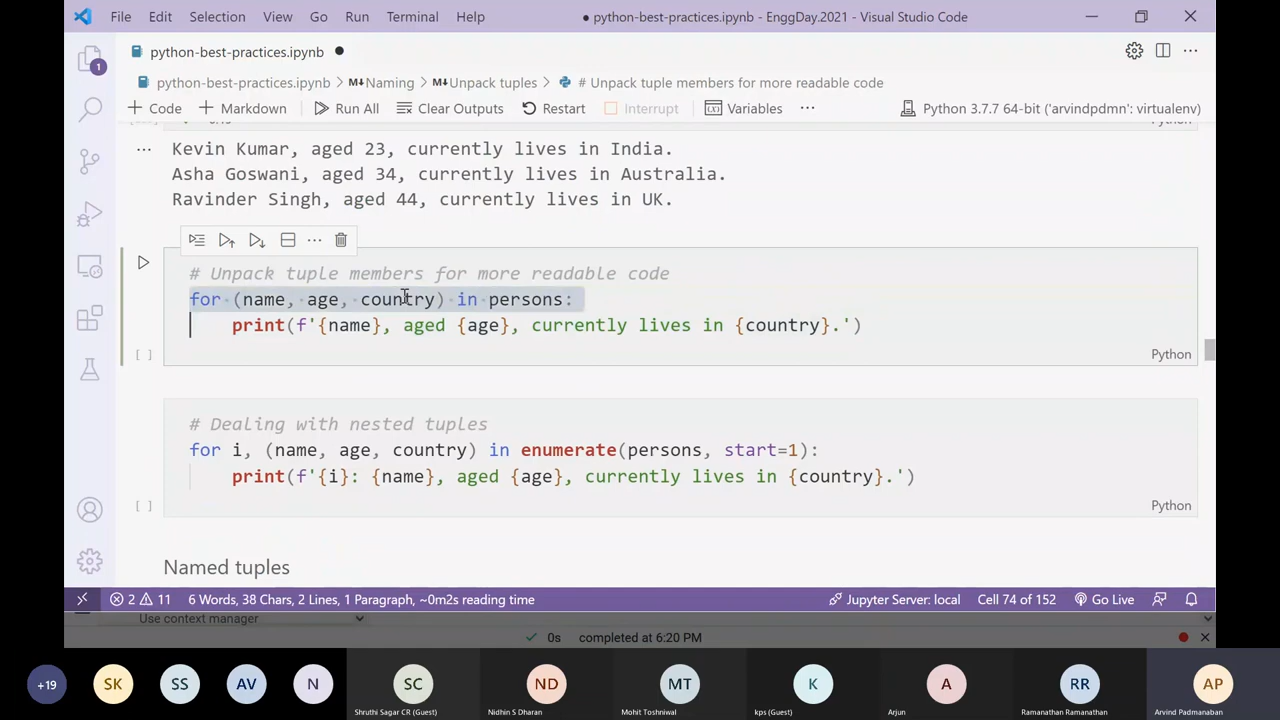 File Edit Selection View Go Run Terminal Help ● python-best-practices.ipynb - EnggDay.2021 - Visual Studio Code
python-best-practices.ipynb ●
python-best-practices.ipynb > M↓Naming > M↓Unpack tuples > # Unpack tuple members for more readable code
+ Code + Markdown Run All Clear Outputs Restart Interrupt Variables ··· Python 3.7.7 64-bit ('arvindpdmn': virtualenv)
Python
··· Kevin Kumar, aged 23, currently lives in India.
Asha Goswani, aged 34, currently lives in Australia.
Ravinder Singh, aged 44, currently lives in UK.
# Unpack tuple members for more readable code
for (name, age, country) in persons:
print(f'{name}, aged {age}, currently lives in {country}.')
[ ] Python
# Dealing with nested tuples
for i, (name, age, country) in enumerate(persons, start=1):
print(f'{i}: {name}, aged {age}, currently lives in {country}.')
[ ] Python
Named tuples
1
2 11 6 Words, 38 Chars, 2 Lines, 1 Paragraph, ~0m2s reading time Jupyter Server: local Cell 74 of 152 Go Live
Use context manager
0s completed at 6:20 PM
+19 SK SS AV N SC ND MT K A RR AP
Shruthi Sagar CR (Guest) Nidhin S Dharan Mohit Toshniwal kps (Guest) Arjun Ramanathan Ramanathan Arvind Padmanaban